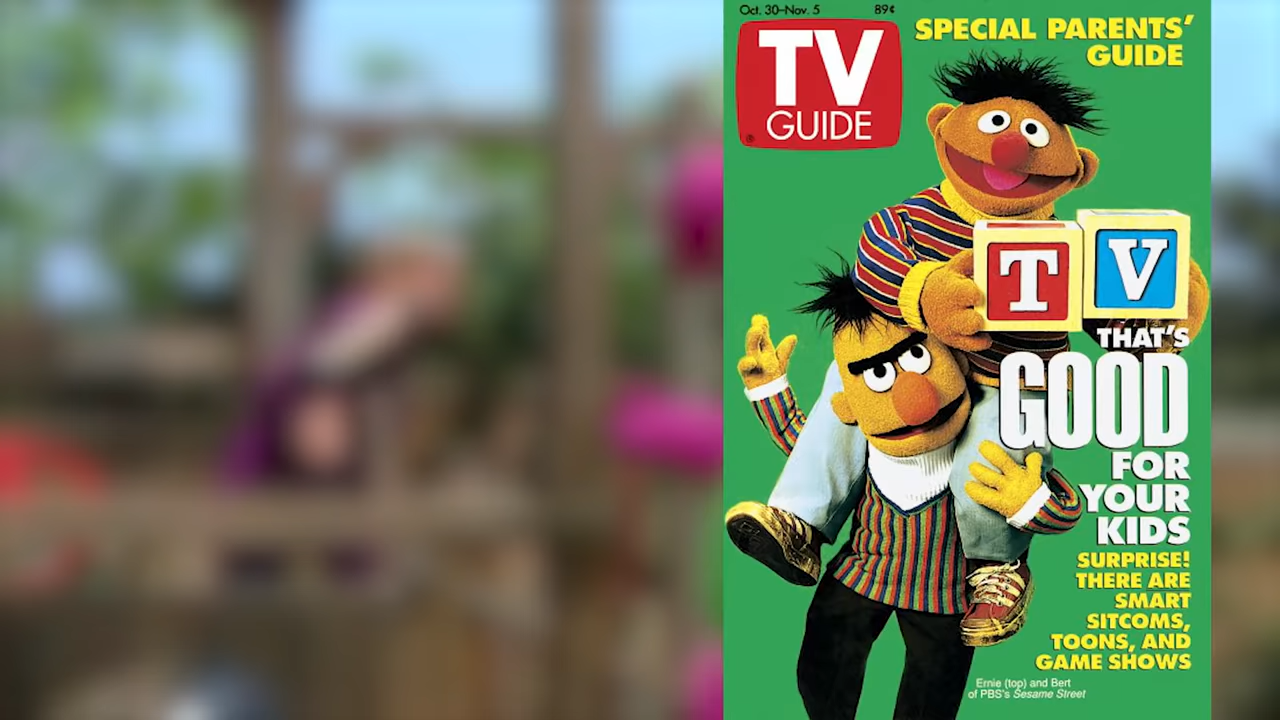 Oct. 30–Nov. 5 89¢
TV
GUIDE
®
SPECIAL PARENTS'
GUIDE
T V
THAT'S
GOOD
FOR
YOUR
KIDS
SURPRISE!
THERE ARE
SMART
SITCOMS,
TOONS, AND
GAME SHOWS
Ernie (top) and Bert
of PBS's Sesame Street